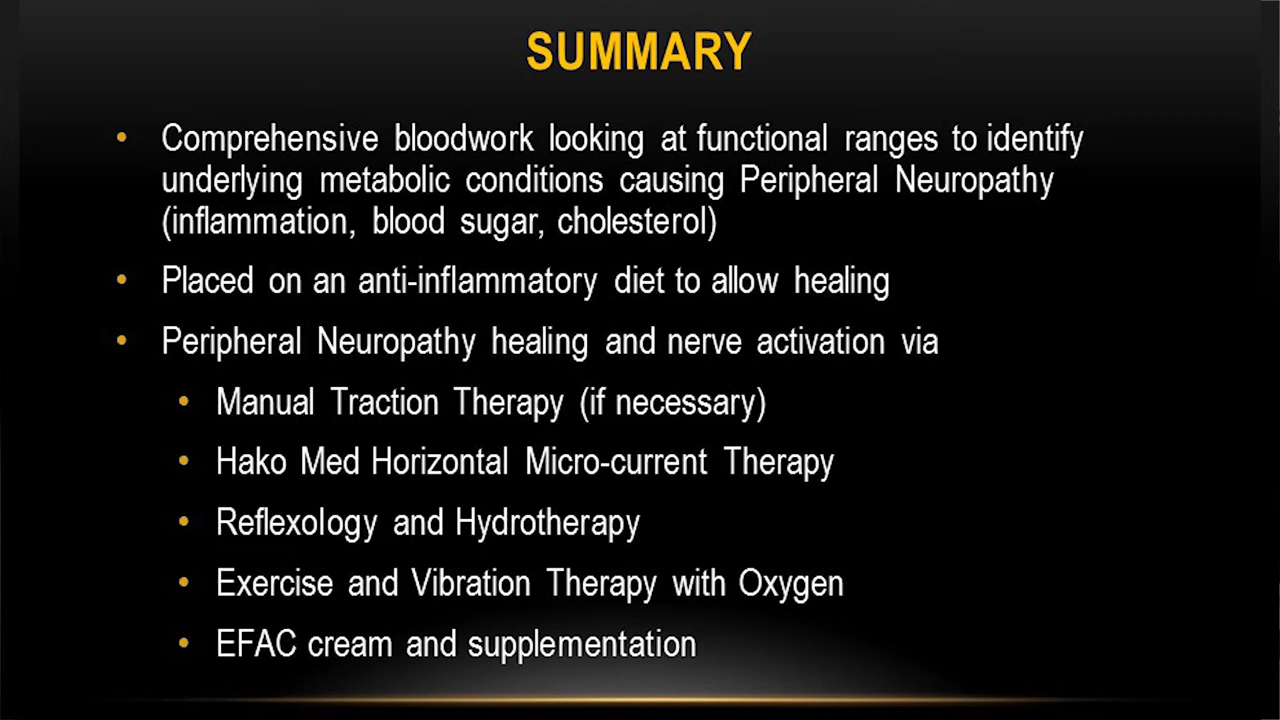 SUMMARY
• Comprehensive bloodwork looking at functional ranges to identify
underlying metabolic conditions causing Peripheral Neuropathy
(inflammation, blood sugar, cholesterol)
• Placed on an anti-inflammatory diet to allow healing
• Peripheral Neuropathy healing and nerve activation via
• Manual Traction Therapy (if necessary)
• Hako Med Horizontal Micro-current Therapy
• Reflexology and Hydrotherapy
• Exercise and Vibration Therapy with Oxygen
• EFAC cream and supplementation